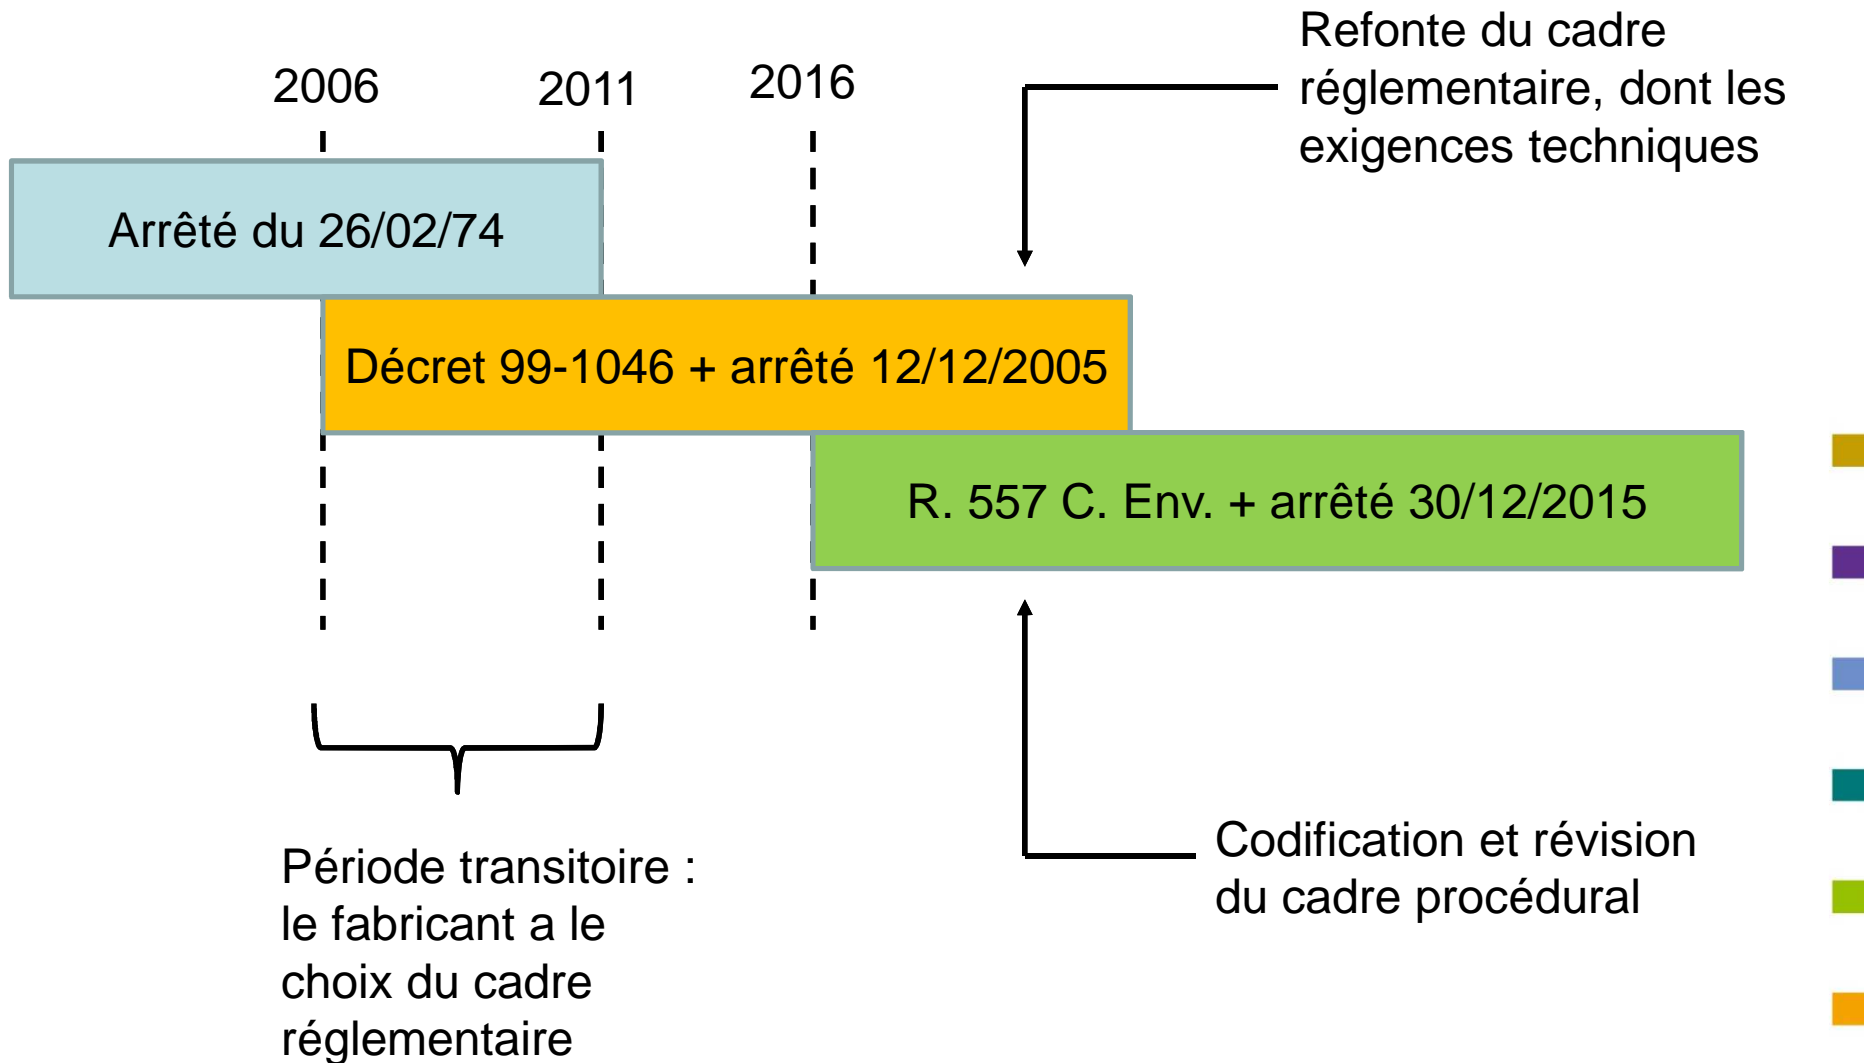 Refonte du cadre
réglementaire, dont les
exigences techniques
2006
2011
2016
Arrêté du 26/02/74
Décret 99-1046 + arrêté 12/12/2005
R. 557 C. Env. + arrêté 30/12/2015
Période transitoire :
le fabricant a le
choix du cadre
réglementaire
Codification et révision
du cadre procédural